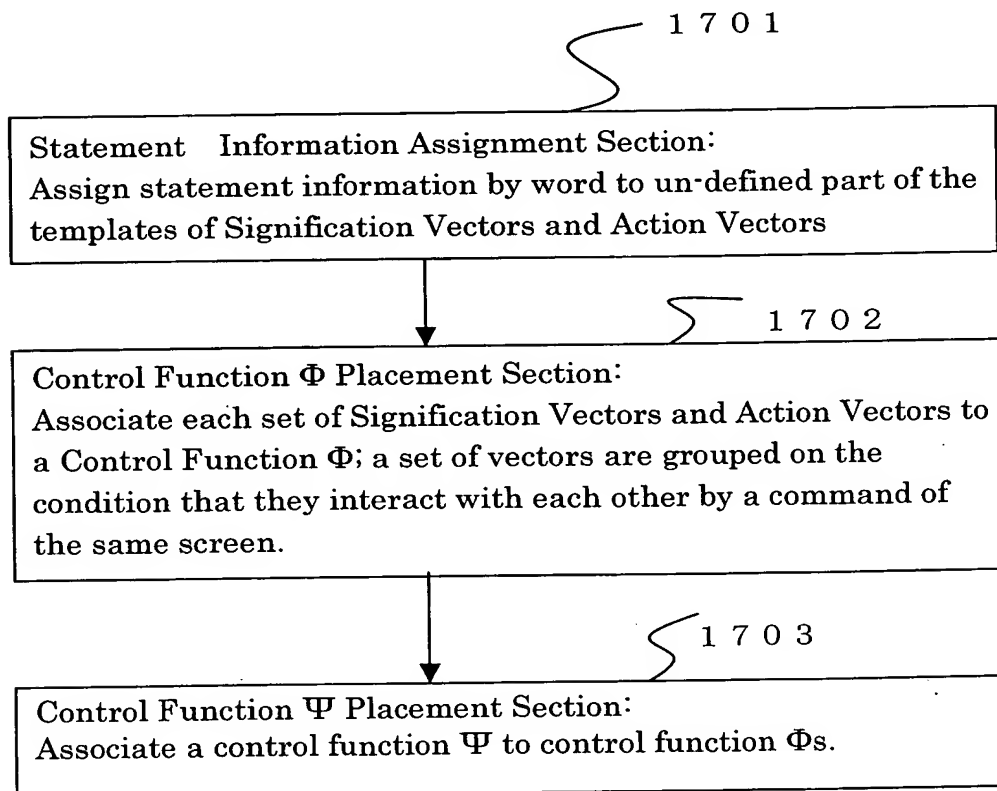 1701
Statement Information Assignment Section:
Assign statement information by word to un-defined part of the
templates of Signification Vectors and Action Vectors
1702
Control Function Φ Placement Section:
Associate each set of Signification Vectors and Action Vectors to
a Control Function Φ; a set of vectors are grouped on the
condition that they interact with each other by a command of
the same screen.
1703
Control Function Ψ Placement Section:
Associate a control function Ψ to control function Φs.